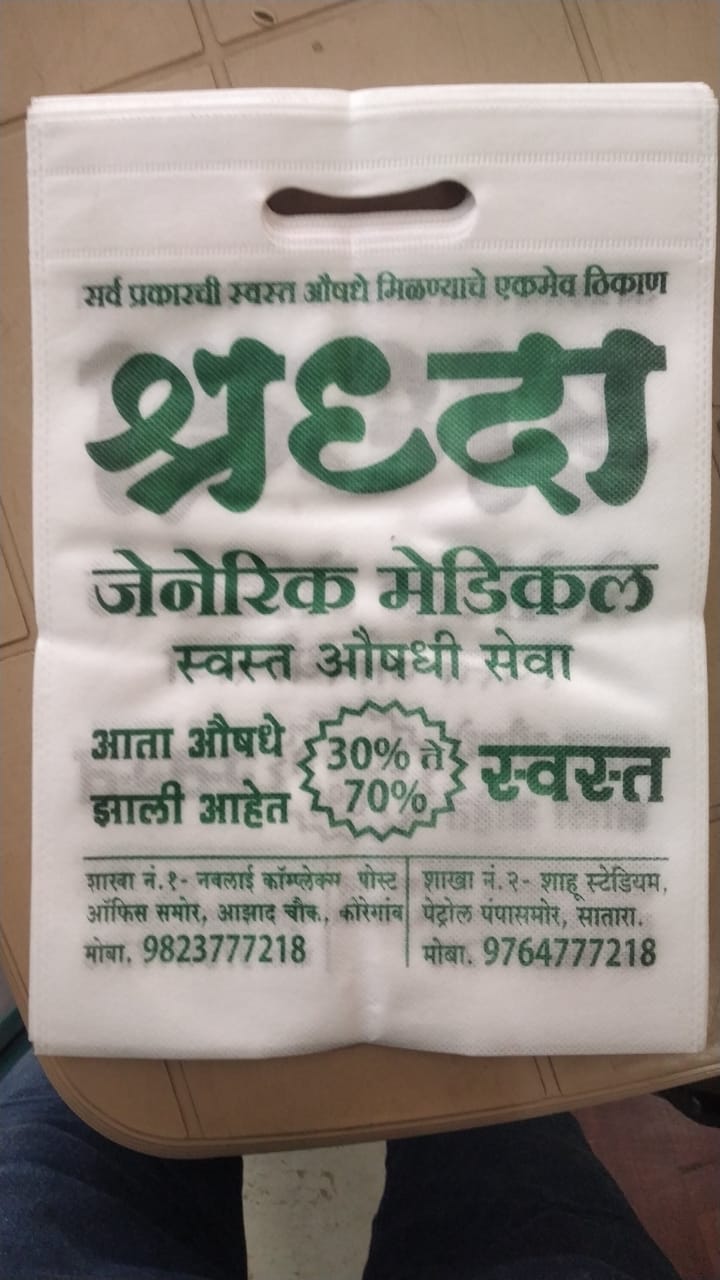 सर्व प्रकारची स्वस्त औषधे मिळण्याचे एकमेव ठिकाण
श्रध्दा
जेनेरिक मेडिकल
स्वस्त औषधी सेवा
आता औषधे
झाली आहेत
30% ते
70%
स्वस्त
शाखा नं.१- नवलाई कॉम्प्लेक्स पोस्ट
ऑफिस समोर, आझाद चौक, कोरेगांव
मोबा. 9823777218
शाखा नं.२- शाहू स्टेडियम,
पेट्रोल पंपासमोर, सातारा.
मोबा. 9764777218